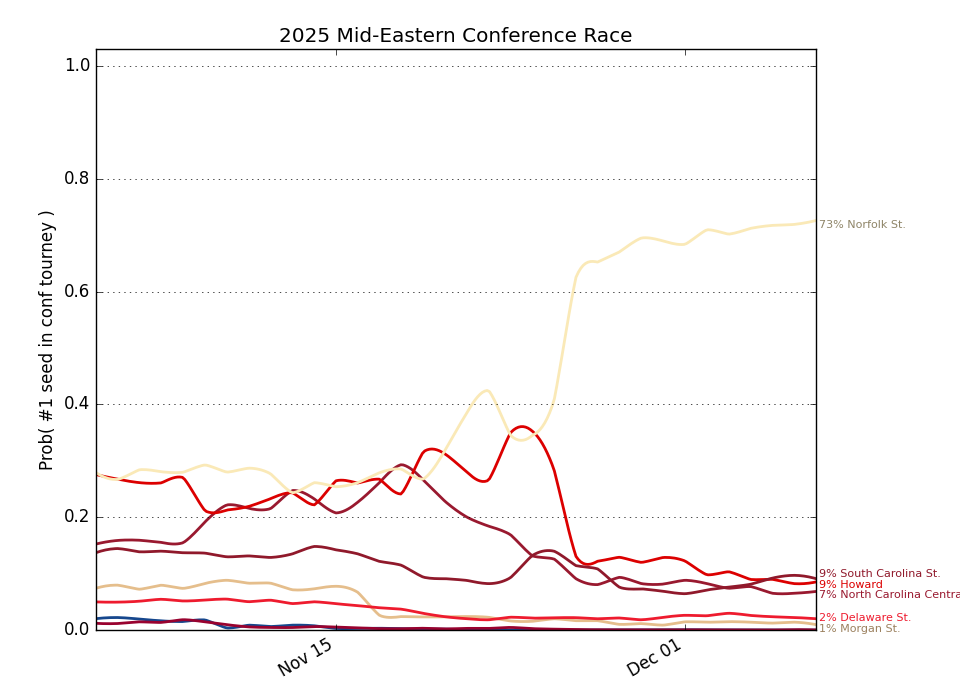 2025 Mid-Eastern Conference Race
Prob( #1 seed in conf tourney )
1.0
0.8
0.6
0.4
0.2
0.0
Nov 15
Dec 01
73% Norfolk St.
9% South Carolina St.
9% Howard
7% North Carolina Centra
2% Delaware St.
1% Morgan St.